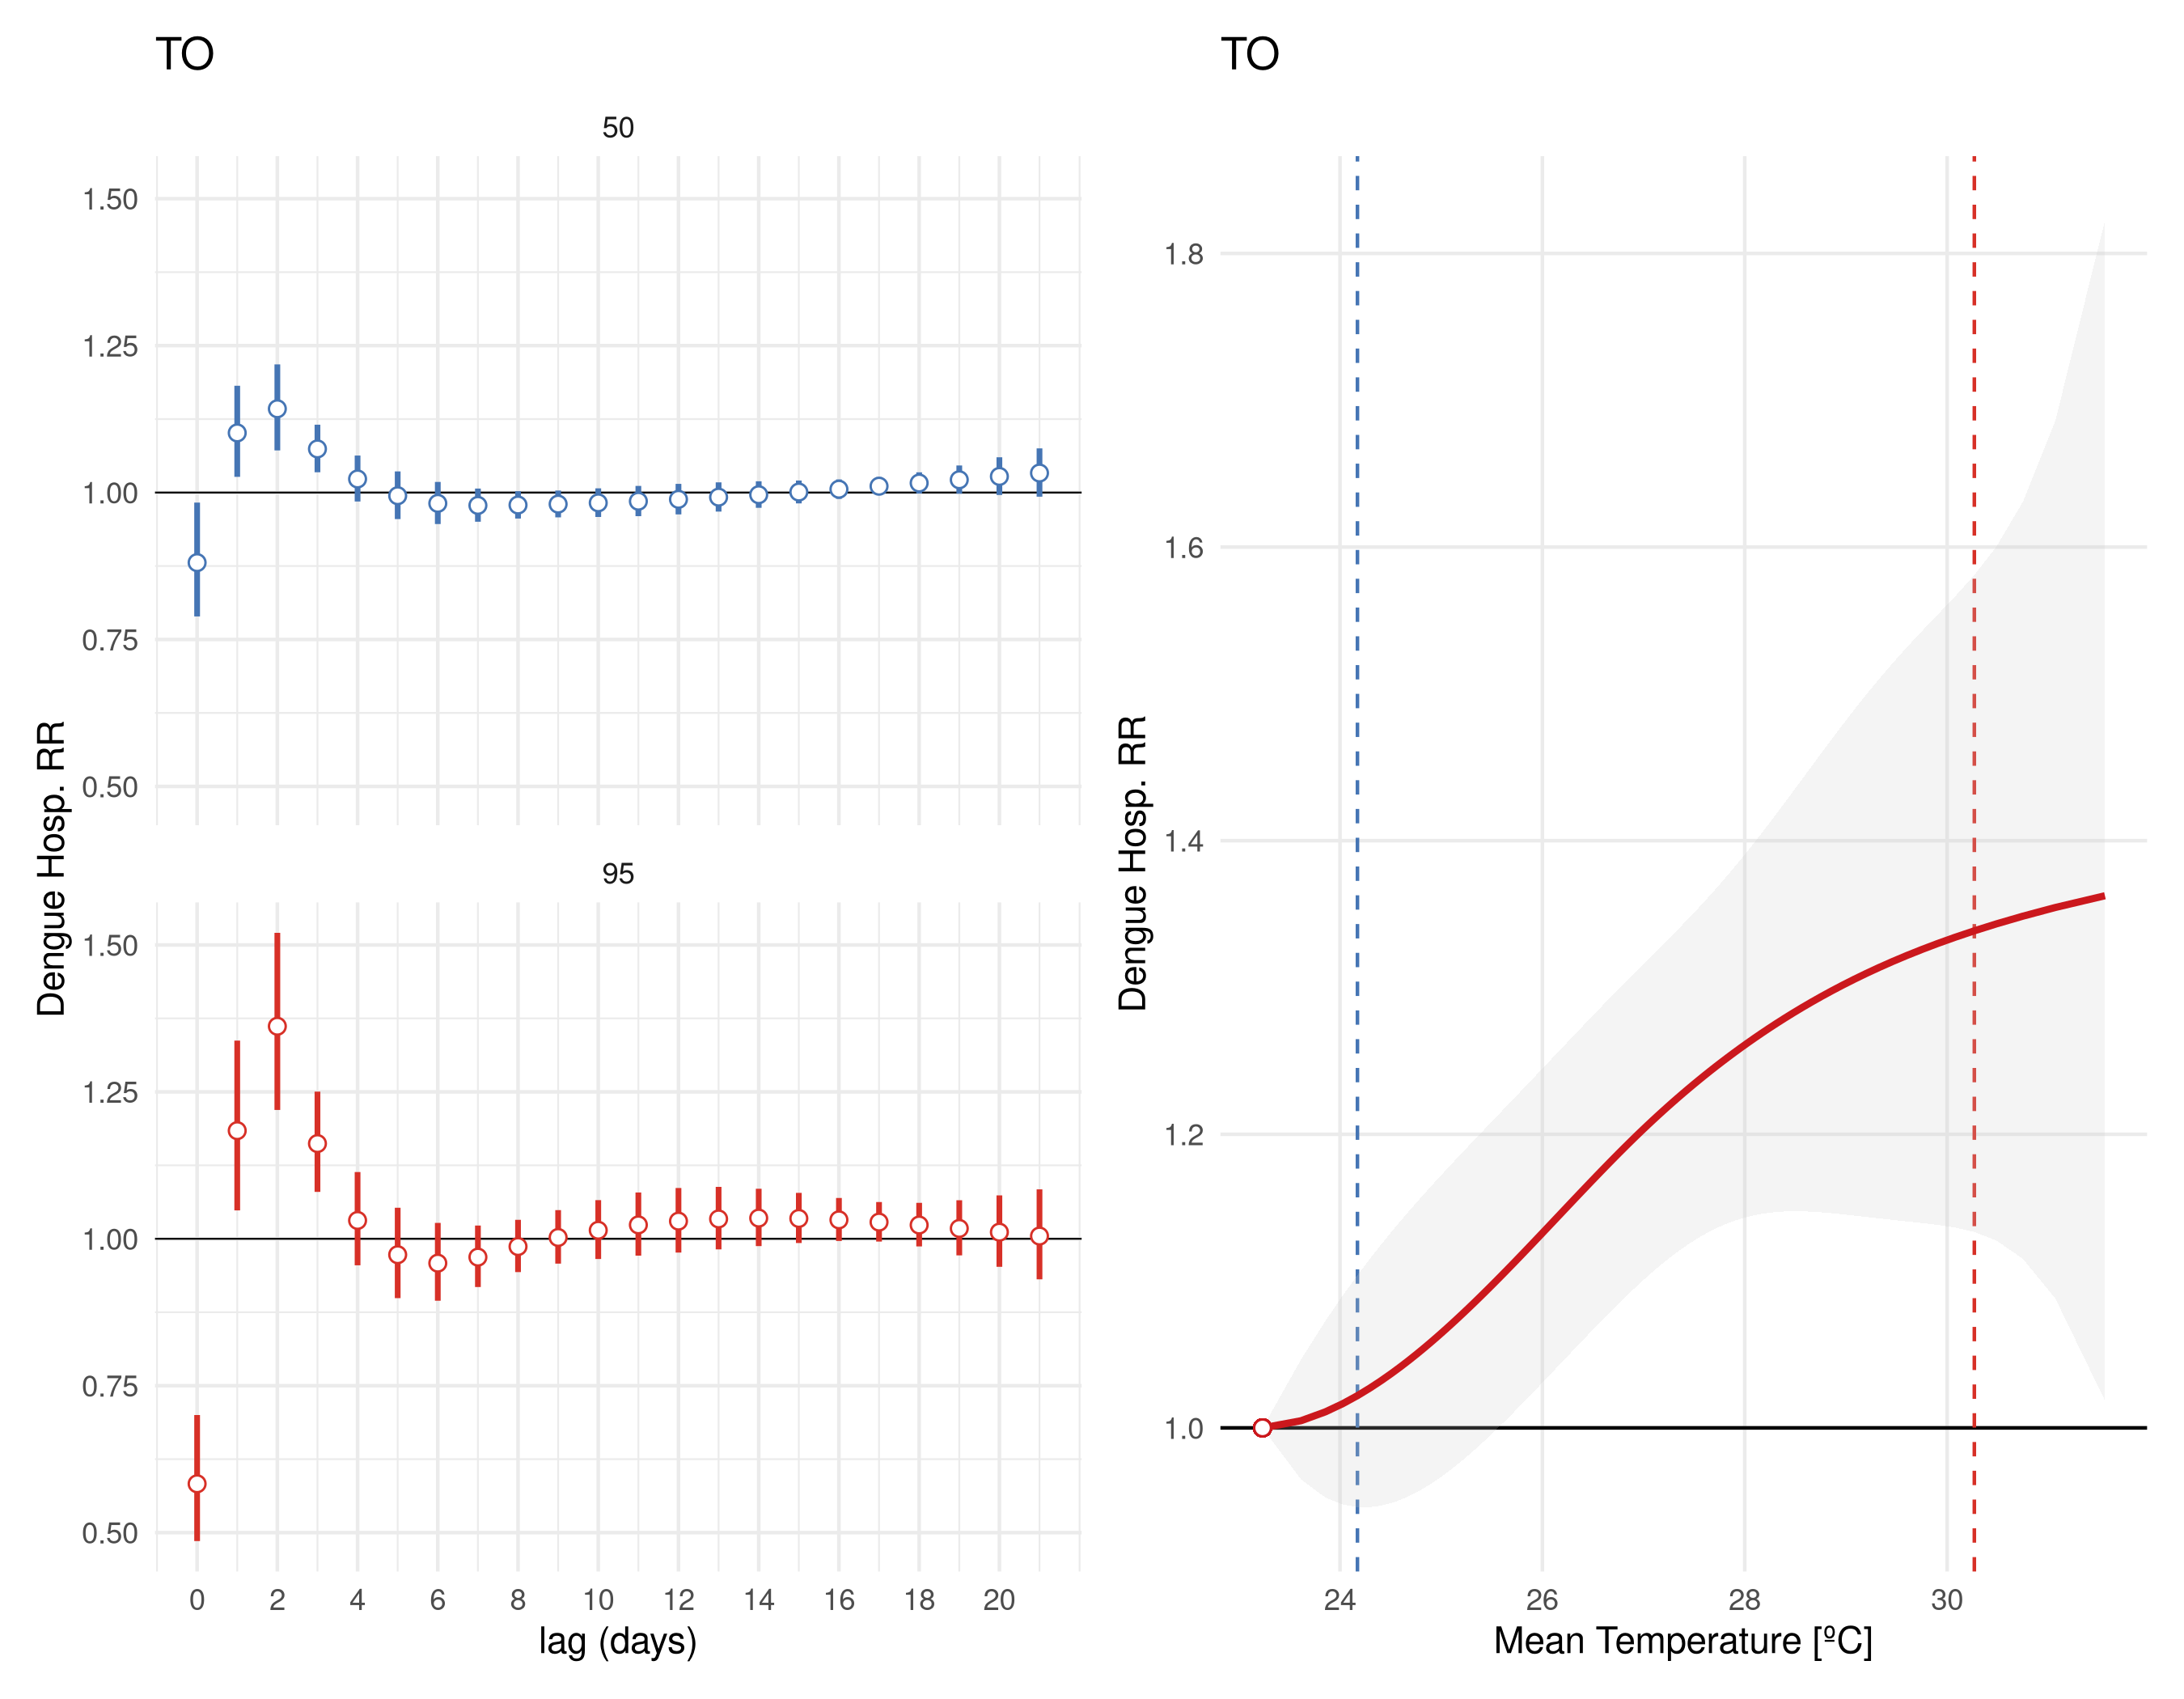 TO
50
1.50
1.25
1.00
0.75
0.50
95
1.50
1.25
1.00
0.75
0.50
0 2 4 6 8 10 12 14 16 18 20
lag (days)
Dengue Hosp. RR
TO
1.8
1.6
1.4
1.2
1.0
24 26 28 30
Mean Temperature [ºC]
Dengue Hosp. RR